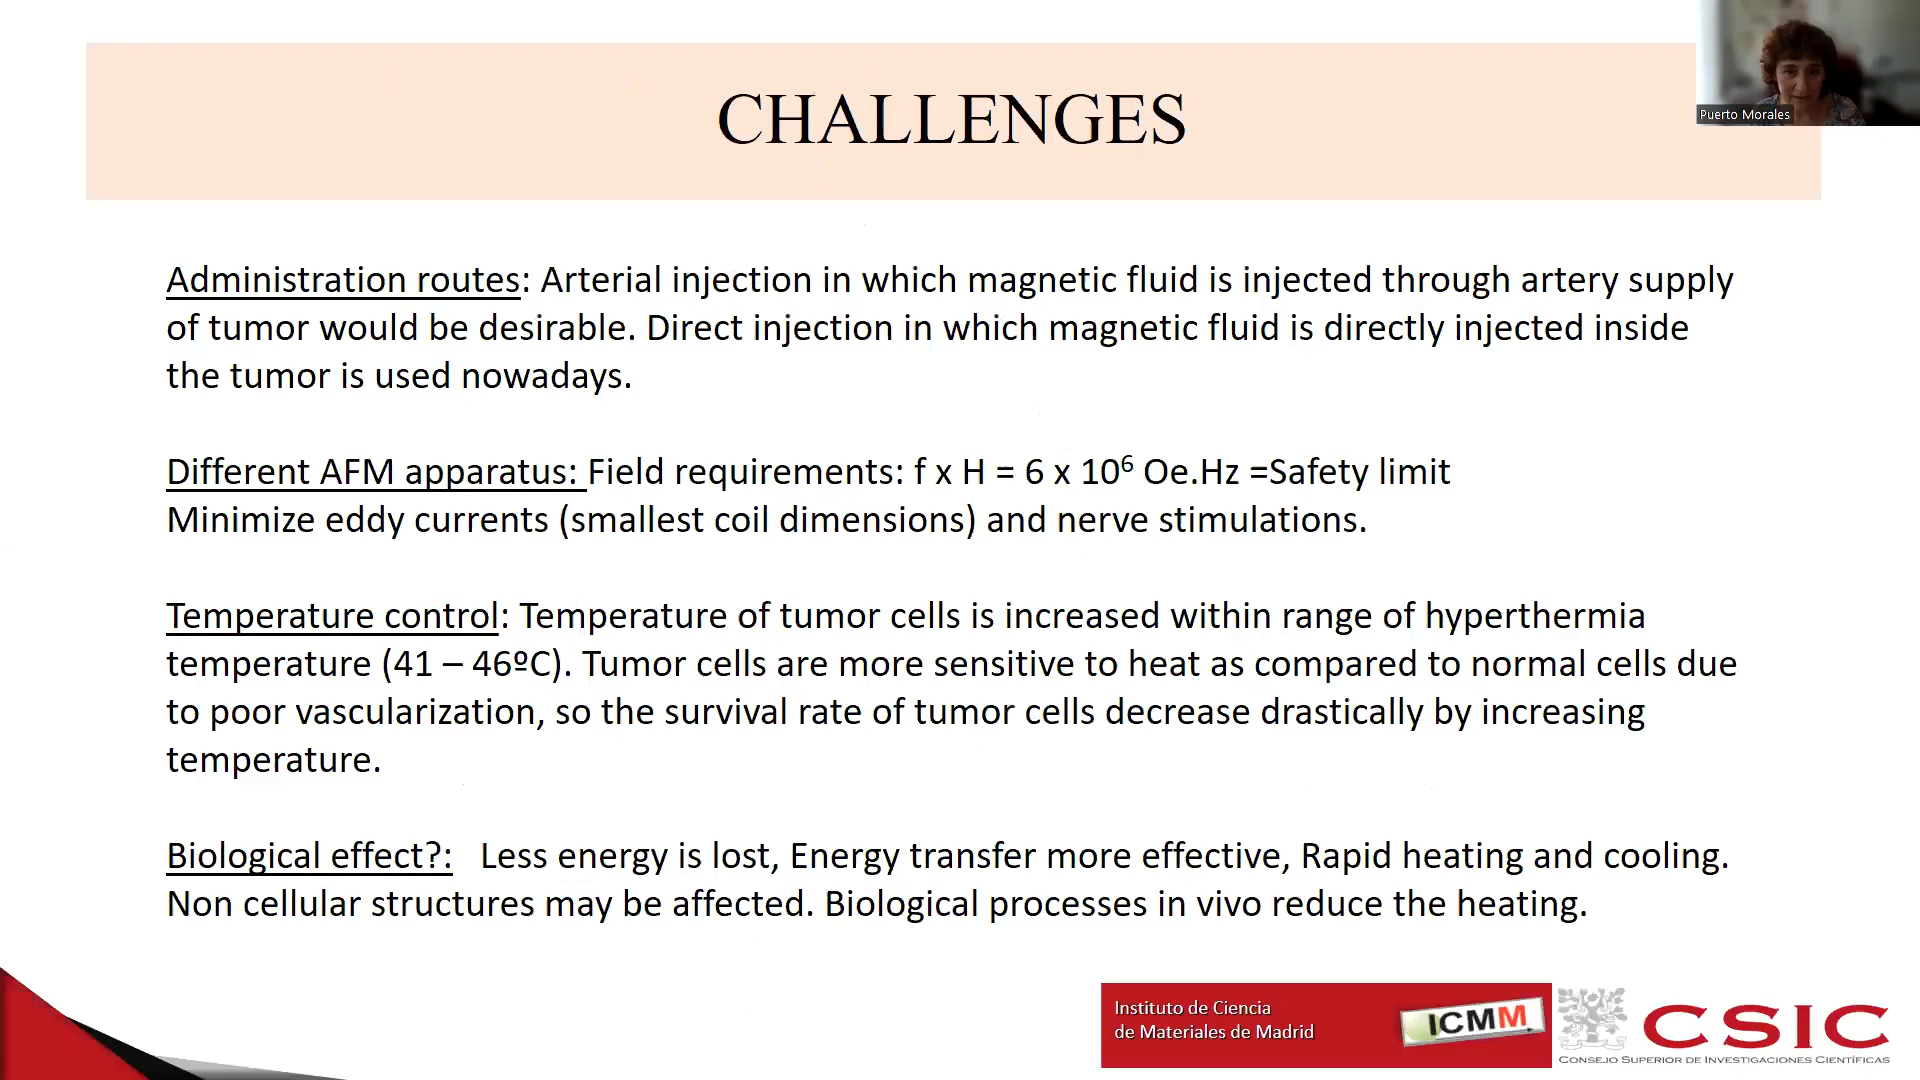 CHALLENGES
Puerto Morales
Administration routes: Arterial injection in which magnetic fluid is injected through artery supply
of tumor would be desirable. Direct injection in which magnetic fluid is directly injected inside
the tumor is used nowadays.
Different AFM apparatus: Field requirements: f x H = 6 x 10⁶ Oe.Hz =Safety limit
Minimize eddy currents (smallest coil dimensions) and nerve stimulations.
Temperature control: Temperature of tumor cells is increased within range of hyperthermia
temperature (41 – 46ºC). Tumor cells are more sensitive to heat as compared to normal cells due
to poor vascularization, so the survival rate of tumor cells decrease drastically by increasing
temperature.
Biological effect?: Less energy is lost, Energy transfer more effective, Rapid heating and cooling.
Non cellular structures may be affected. Biological processes in vivo reduce the heating.
Instituto de Ciencia
de Materiales de Madrid
ICMM
CSIC
CONSEJO SUPERIOR DE INVESTIGACIONES CIENTÍFICAS